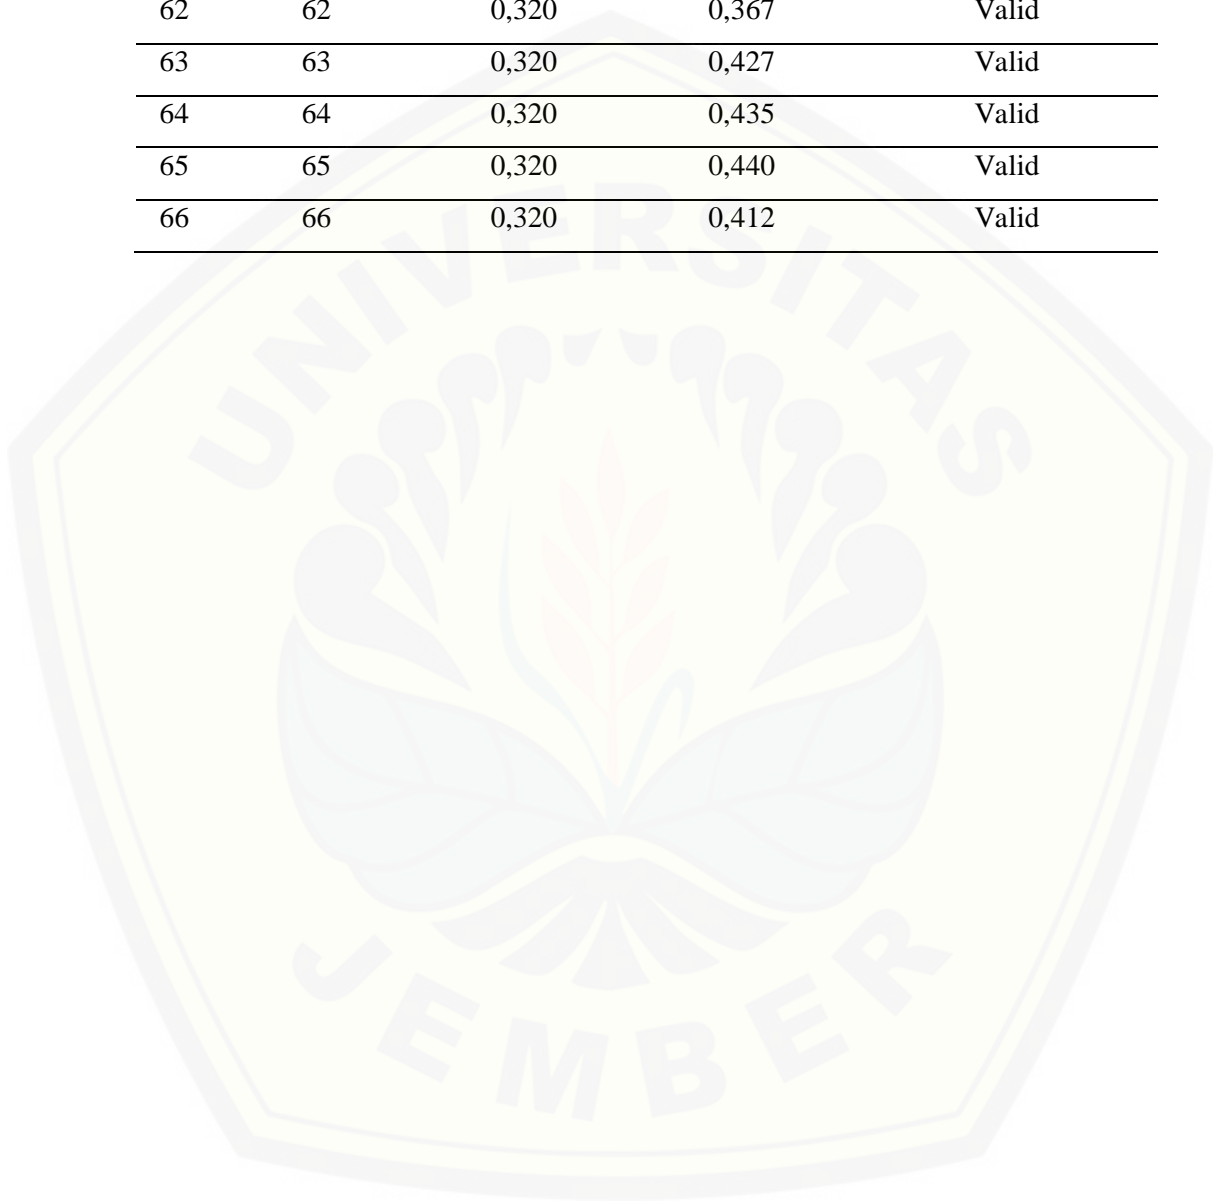 62 62 0,320 0,367 Valid
63 63 0,320 0,427 Valid
64 64 0,320 0,435 Valid
65 65 0,320 0,440 Valid
66 66 0,320 0,412 Valid
UNIVERSITAS
JEMBER